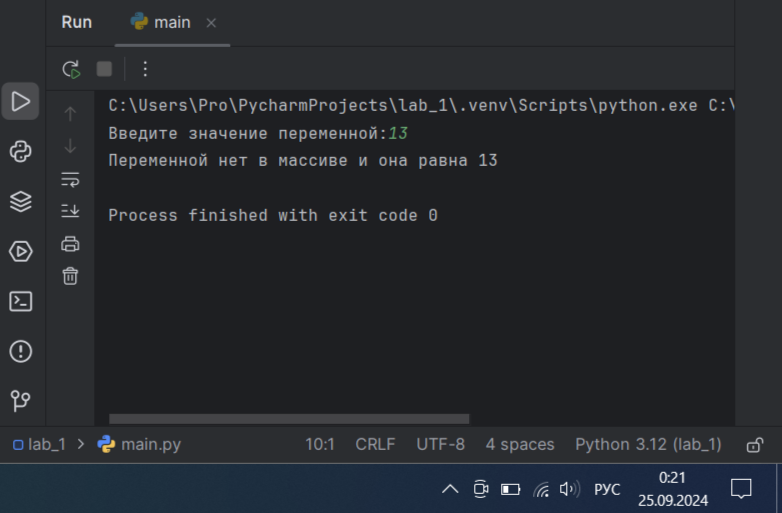 Run main
C:\Users\Pro\PycharmProjects\lab_1\.venv\Scripts\python.exe C:\
Введите значение переменной:13
Переменной нет в массиве и она равна 13
Process finished with exit code 0
lab_1 > main.py 10:1 CRLF UTF-8 4 spaces Python 3.12 (lab_1)
РУС 0:21
25.09.2024